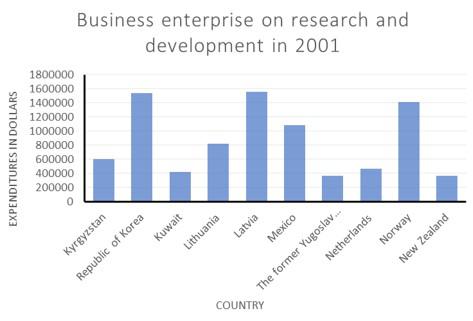 Business enterprise on research and
development in 2001
EXPENDITURES IN DOLLARS
1800000
1600000
1400000
1200000
1000000
800000
600000
400000
200000
0
Kyrgyzstan
Republic of Korea
Kuwait
Lithuania
Latvia
Mexico
The former Yugoslav...
Netherlands
Norway
New Zealand
COUNTRY